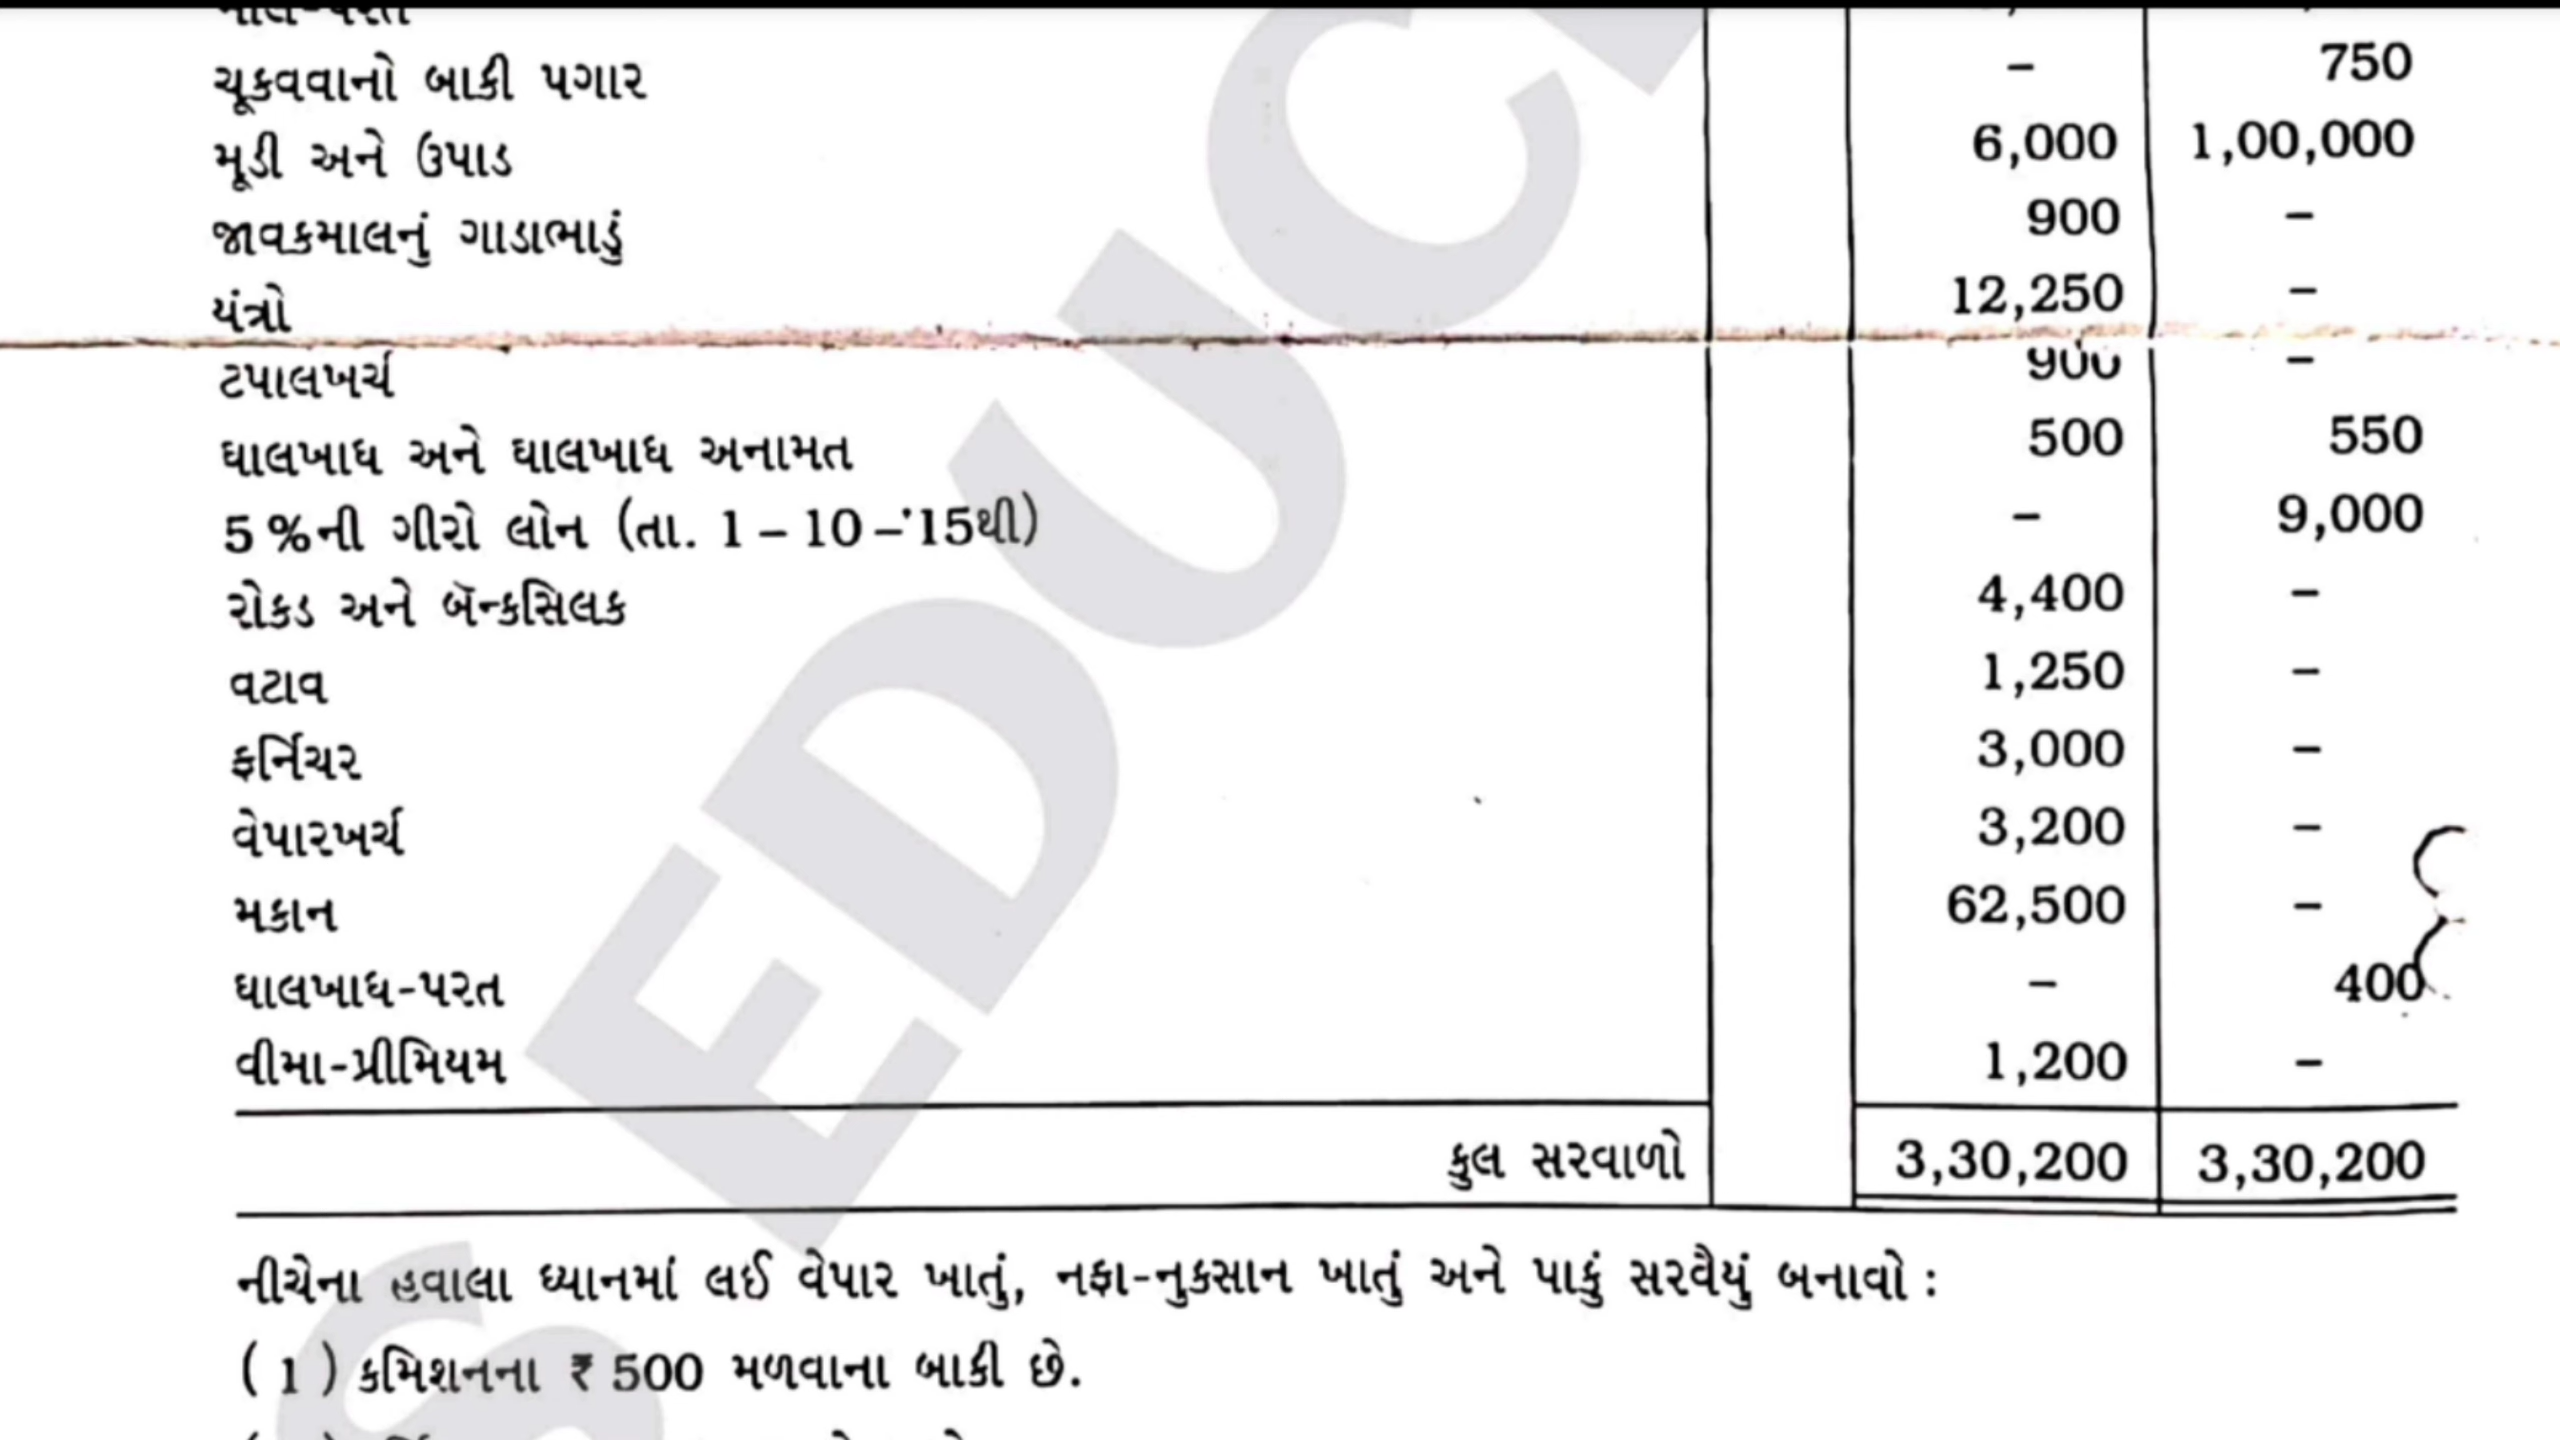 માલ-પરત
ચૂકવવાનો બાકી પગાર – 750
મૂડી અને ઉપાડ 6,000 1,00,000
જાવકમાલનું ગાડાભાડું 900 –
યંત્રો 12,250 –
ટપાલખર્ચ 900 –
ઘાલખાધ અને ઘાલખાધ અનામત 500 550
5%ની ગીરો લોન (તા. 1 – 10 –'15થી) – 9,000
રોકડ અને બૅન્કસિલક 4,400 –
વટાવ 1,250 –
ફર્નિચર 3,000 –
વેપારખર્ચ 3,200 –
મકાન 62,500 –
ઘાલખાધ-પરત – 400
વીમા-પ્રીમિયમ 1,200 –
કુલ સરવાળો 3,30,200 3,30,200
નીચેના હવાલા ધ્યાનમાં લઈ વેપાર ખાતું, નફા-નુકસાન ખાતું અને પાકું સરવૈયું બનાવો :
( 1 ) કમિશનના ₹ 500 મળવાના બાકી છે.
S EDUC